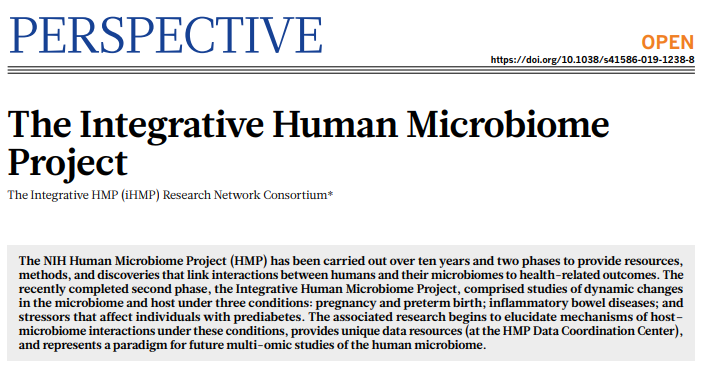 PERSPECTIVE
OPEN
https://doi.org/10.1038/s41586-019-1238-8
The Integrative Human Microbiome
Project
The Integrative HMP (iHMP) Research Network Consortium*
The NIH Human Microbiome Project (HMP) has been carried out over ten years and two phases to provide resources,
methods, and discoveries that link interactions between humans and their microbiomes to health-related outcomes. The
recently completed second phase, the Integrative Human Microbiome Project, comprised studies of dynamic changes
in the microbiome and host under three conditions: pregnancy and preterm birth; inflammatory bowel diseases; and
stressors that affect individuals with prediabetes. The associated research begins to elucidate mechanisms of host–
microbiome interactions under these conditions, provides unique data resources (at the HMP Data Coordination Center),
and represents a paradigm for future multi-omic studies of the human microbiome.